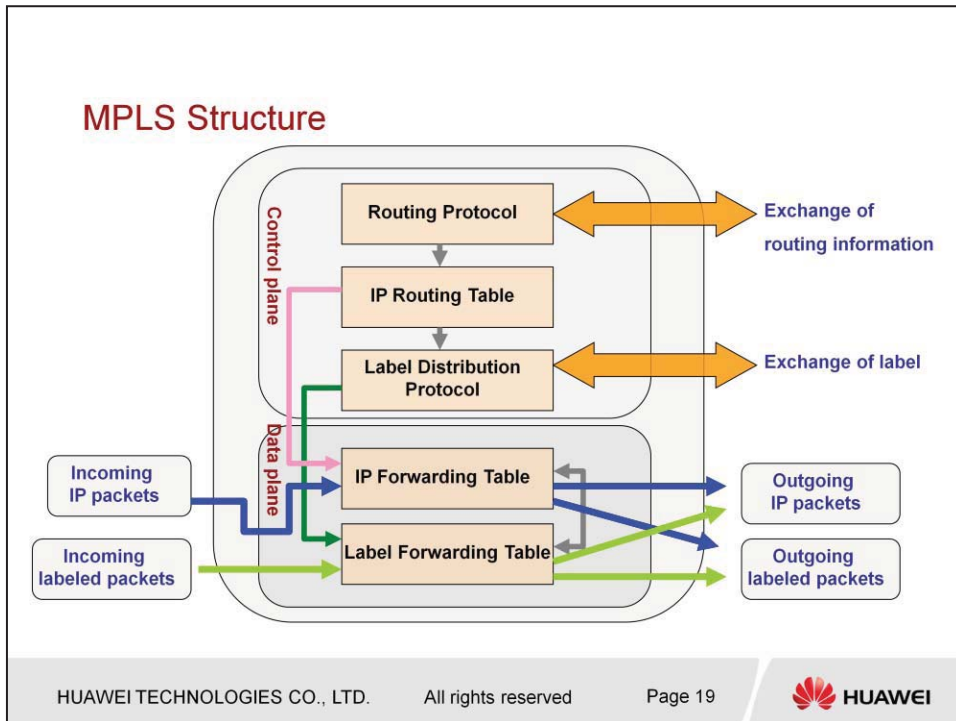 MPLS Structure
Control plane
Routing Protocol
Exchange of
routing information
IP Routing Table
Label Distribution
Protocol
Exchange of label
Data plane
Incoming
IP packets
IP Forwarding Table
Outgoing
IP packets
Incoming
labeled packets
Label Forwarding Table
Outgoing
labeled packets
HUAWEI TECHNOLOGIES CO., LTD.
All rights reserved
Page 19
HUAWEI